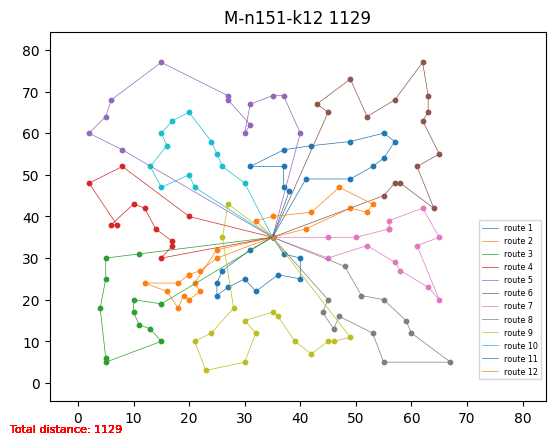 M-n151-k12 1129
80
70
60
50
40
30
20
10
0
0 10 20 30 40 50 60 70 80
route 1
route 2
route 3
route 4
route 5
route 6
route 7
route 8
route 9
route 10
route 11
route 12
Total distance: 1129